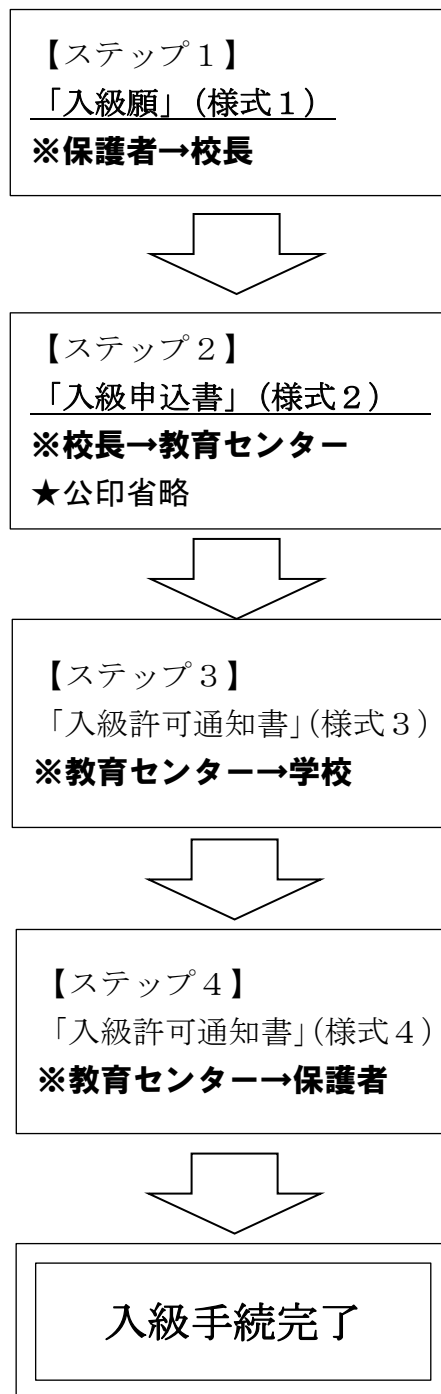 【ステップ１】
「入級願」（様式１）
※保護者→校長
【ステップ２】
「入級申込書」（様式２）
※校長→教育センター
★公印省略
【ステップ３】
「入級許可通知書」（様式３）
※教育センター→学校
【ステップ４】
「入級許可通知書」（様式４）
※教育センター→保護者
入級手続完了